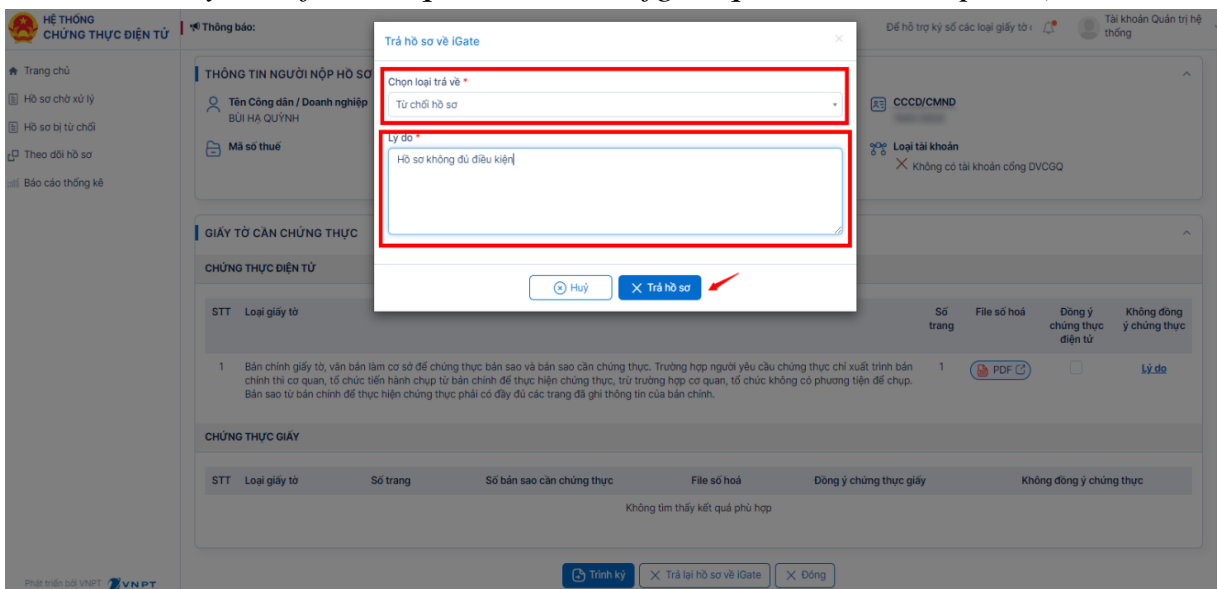 HỆ THỐNG
CHỨNG THỰC ĐIỆN TỬ
Thông báo:
Để hỗ trợ ký số các loại giấy tờ
Tài khoản Quản trị hệ
thống
Trang chủ
Hồ sơ chờ xử lý
Hồ sơ bị từ chối
Theo dõi hồ sơ
Báo cáo thống kê
THÔNG TIN NGƯỜI NỘP HỒ SƠ
Tên Công dân / Doanh nghiệp
BÙI HẠ QUỲNH
Mã số thuế
CCCD/CMND
Loại tài khoản
Không có tài khoản cổng DVCGQ
Trả hồ sơ về iGate
Chọn loại trả về *
Từ chối hồ sơ
Lý do *
Hồ sơ không đủ điều kiện
Huỷ
Trả hồ sơ
GIẤY TỜ CẦN CHỨNG THỰC
CHỨNG THỰC ĐIỆN TỬ
STT Loại giấy tờ Số trang File số hoá Đồng ý chứng thực điện tử Không đồng ý chứng thực
1 Bản chính giấy tờ, văn bản làm cơ sở để chứng thực bản sao và bản sao cần chứng thực. Trường hợp người yêu cầu chứng thực chỉ xuất trình bản 1 PDF Lý do
chính thì cơ quan, tổ chức tiến hành chụp từ bản chính để thực hiện chứng thực, trừ trường hợp cơ quan, tổ chức không có phương tiện để chụp.
Bản sao từ bản chính để thực hiện chứng thực phải có đầy đủ các trang đã ghi thông tin của bản chính.
CHỨNG THỰC GIẤY
STT Loại giấy tờ Số trang Số bản sao cần chứng thực File số hoá Đồng ý chứng thực giấy Không đồng ý chứng thực
Không tìm thấy kết quả phù hợp
Trình ký
Trả lại hồ sơ về iGate
Đóng
Phát triển bởi VNPT VNPT